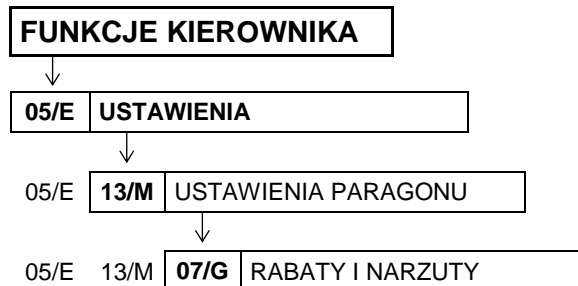 FUNKCJE KIEROWNIKA
05/E USTAWIENIA
05/E 13/M USTAWIENIA PARAGONU
05/E 13/M 07/G RABATY I NARZUTY